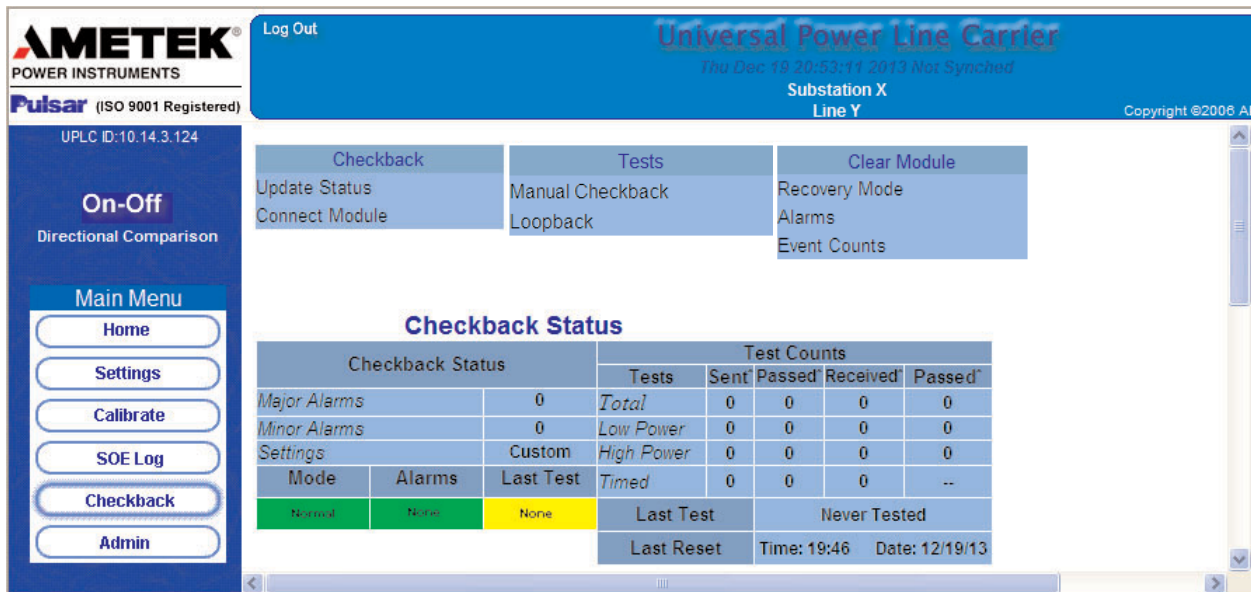 AMETEK®
POWER INSTRUMENTS
Pulsar (ISO 9001 Registered)
Log Out
Universal Power Line Carrier
Thu Dec 19 20:53:11 2013 Not Synched
Substation X
Line Y
Copyright ©2006 A
UPLC ID:10.14.3.124
On-Off
Directional Comparison
Main Menu
Home
Settings
Calibrate
SOE Log
Checkback
Admin
Checkback Tests Clear Module
Update Status Manual Checkback Recovery Mode
Connect Module Loopback Alarms
Event Counts
Checkback Status
Checkback Status Test Counts
Tests Sent^ Passed^ Received^ Passed^
Major Alarms 0 Total 0 0 0 0
Minor Alarms 0 Low Power 0 0 0 0
Settings Custom High Power 0 0 0 0
Mode Alarms Last Test Timed 0 0 0 --
Normal None None Last Test Never Tested
Last Reset Time: 19:46 Date: 12/19/13